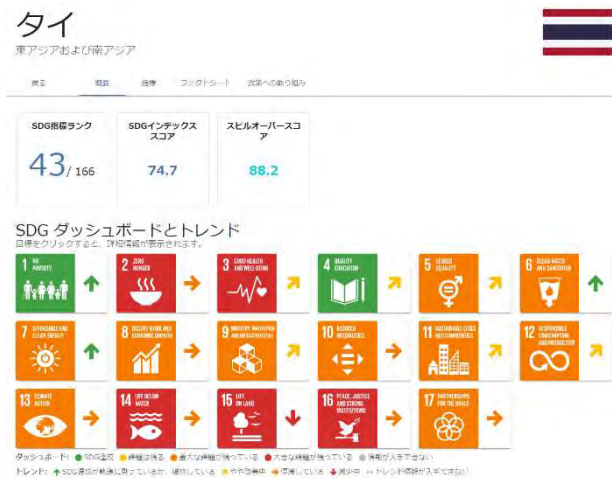 タイ
東アジアおよび南アジア
戻る 概要 指標 ファクトシート 政策への取り組み
SDG指標ランク
43/ 166
SDGインデックス
スコア
74.7
スピルオーバースコ
ア
88.2
SDG ダッシュボードとトレンド
目標をクリックすると、詳細情報が表示されます。
1 NO POVERTY
2 ZERO HUNGER
3 GOOD HEALTH AND WELL-BEING
4 QUALITY EDUCATION
5 GENDER EQUALITY
6 CLEAN WATER AND SANITATION
7 AFFORDABLE AND CLEAN ENERGY
8 DECENT WORK AND ECONOMIC GROWTH
9 INDUSTRY, INNOVATION AND INFRASTRUCTURE
10 REDUCED INEQUALITIES
11 SUSTAINABLE CITIES AND COMMUNITIES
12 RESPONSIBLE CONSUMPTION AND PRODUCTION
13 CLIMATE ACTION
14 LIFE BELOW WATER
15 LIFE ON LAND
16 PEACE, JUSTICE AND STRONG INSTITUTIONS
17 PARTNERSHIPS FOR THE GOALS
ダッシュボード: SDG達成 課題は残る 重大な課題が残っている 大きな課題が残っている 情報が入手できない
トレンド: SDG達成が軌道に乗っているか、維持している やや改善中 停滞している 減少中 トレンド情報が入手できない